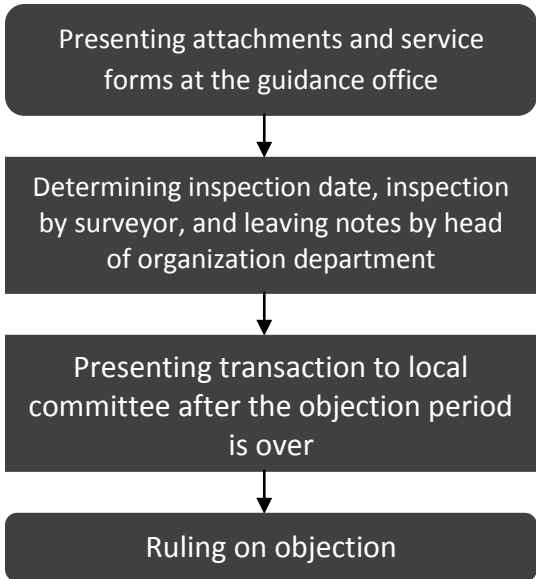 Presenting attachments and service
forms at the guidance office
Determining inspection date, inspection
by surveyor, and leaving notes by head
of organization department
Presenting transaction to local
committee after the objection period
is over
Ruling on objection